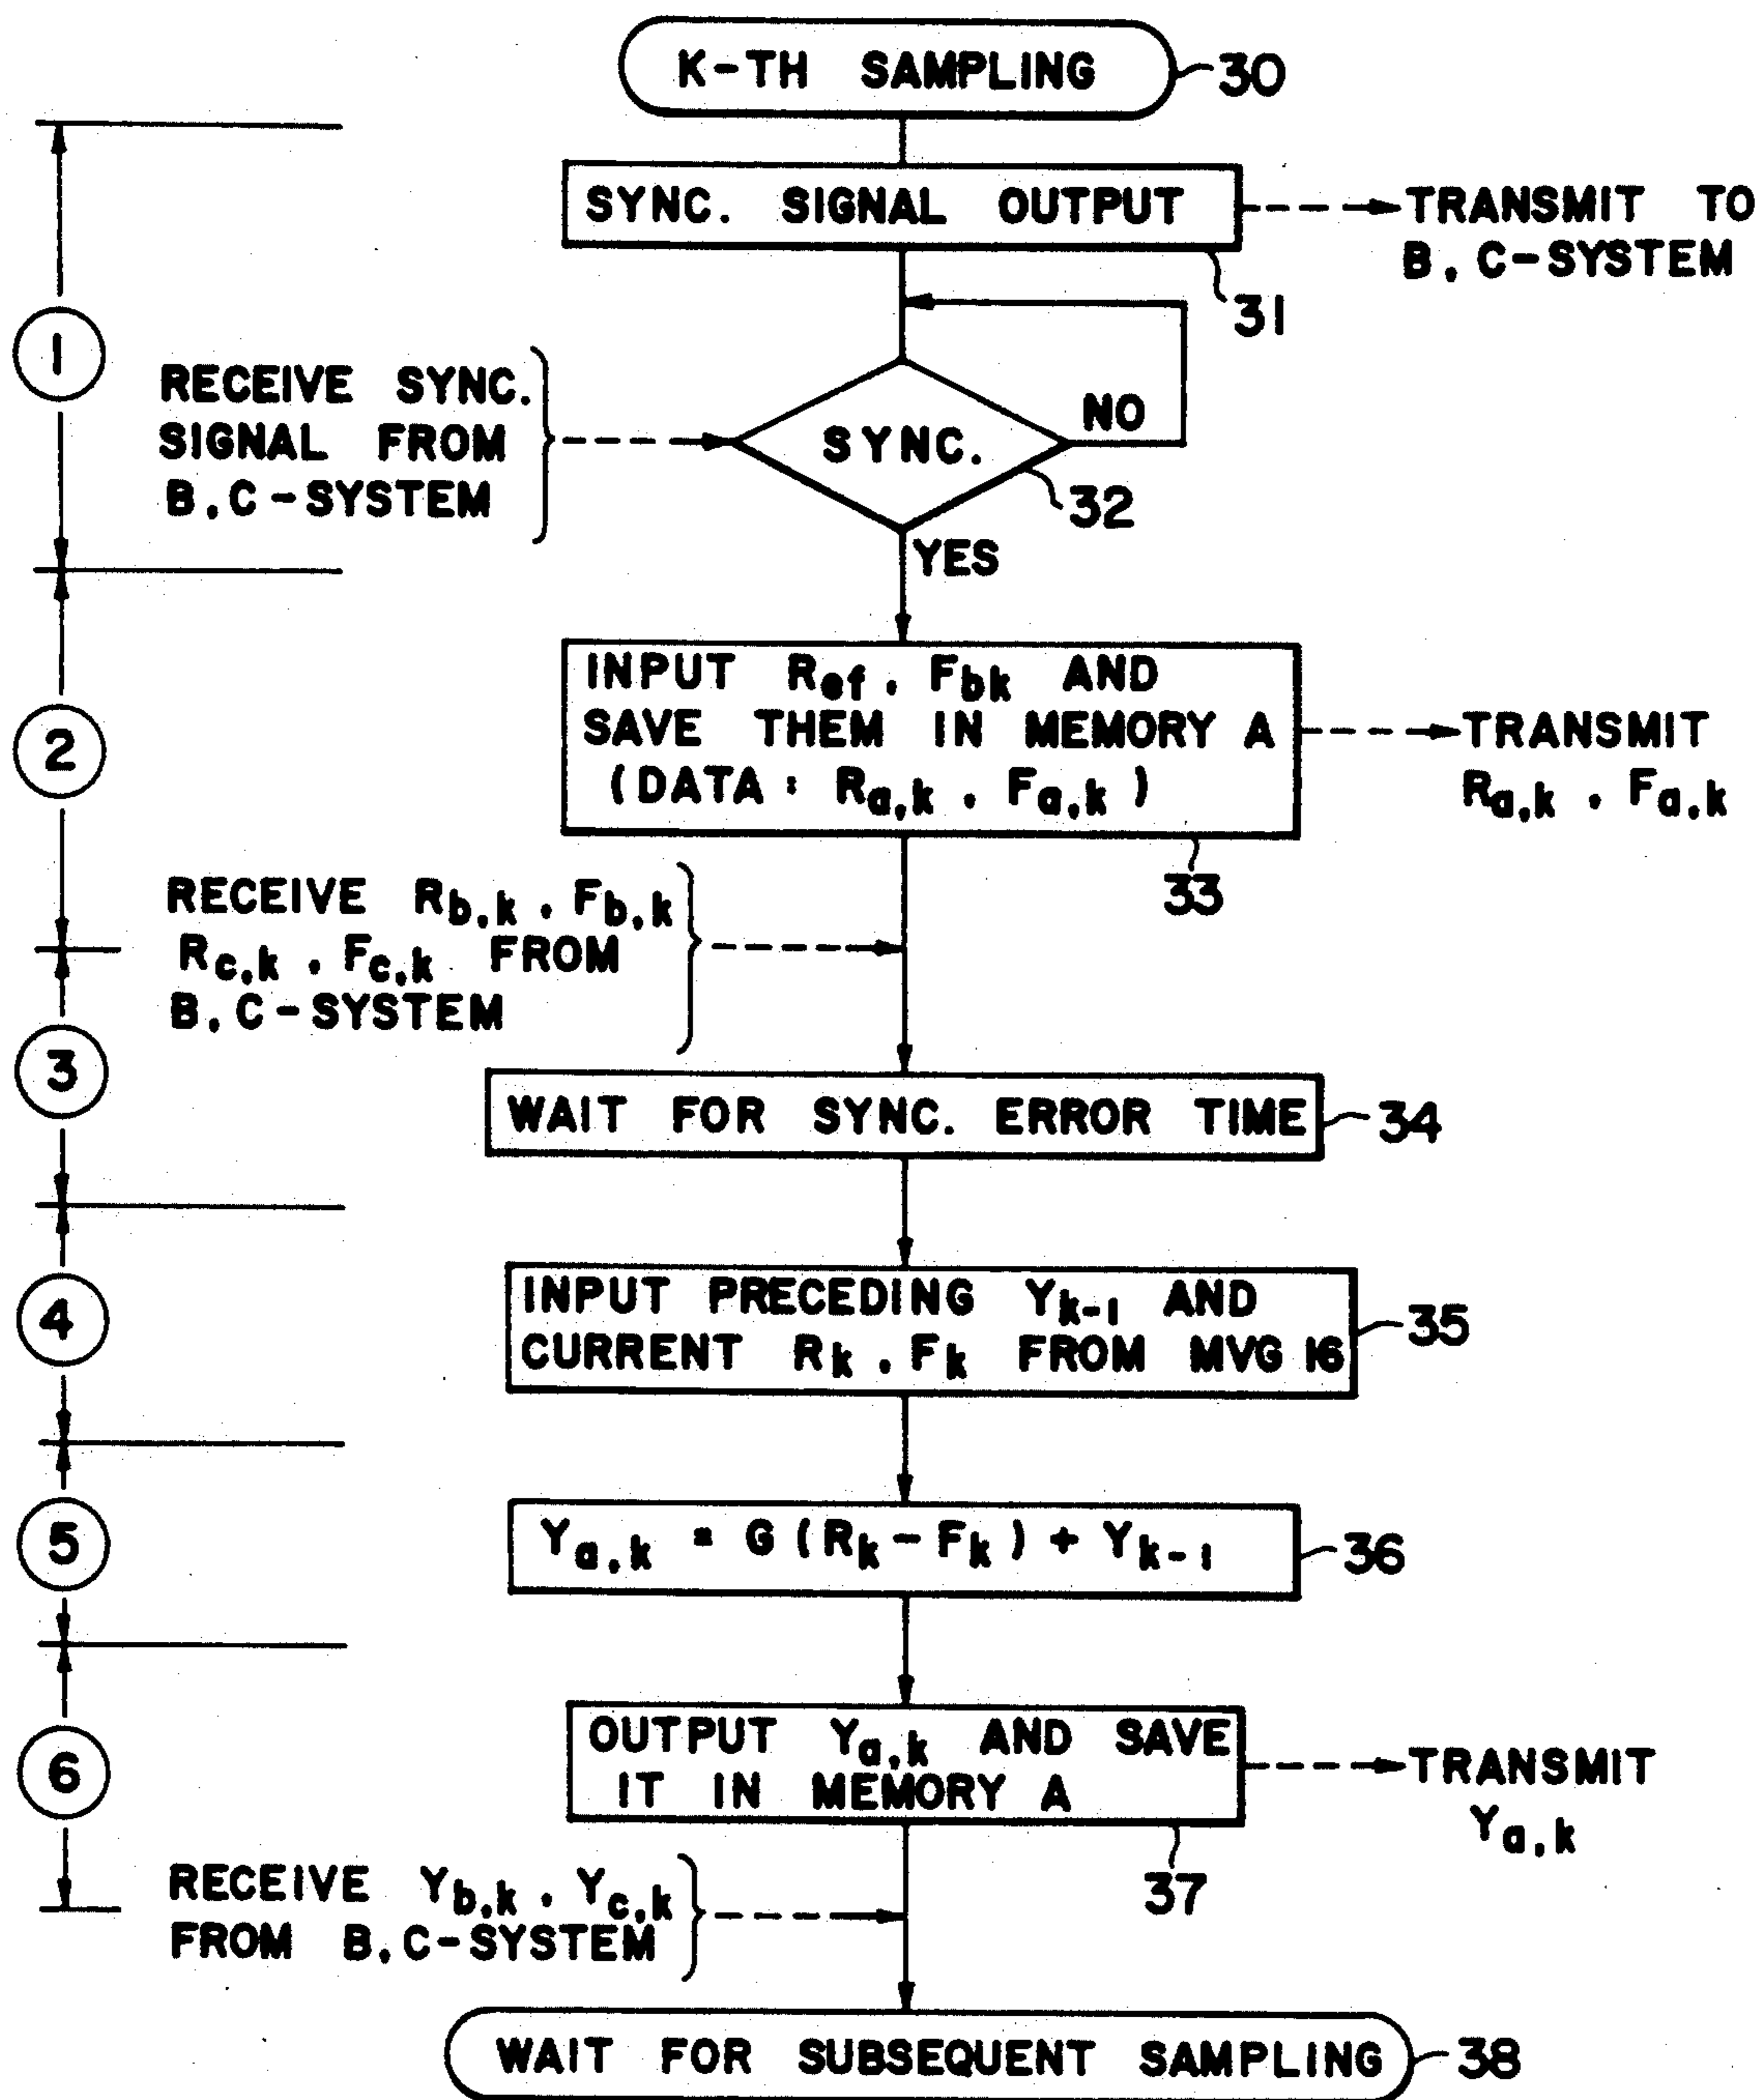 K-TH SAMPLING
30
SYNC. SIGNAL OUTPUT
TRANSMIT TO
B, C-SYSTEM
31
1
RECEIVE SYNC.
SIGNAL FROM
B, C-SYSTEM
SYNC.
NO
32
YES
2
INPUT Ref, Fbk AND
SAVE THEM IN MEMORY A
(DATA: Ra,k, Fa,k)
TRANSMIT
Ra,k, Fa,k
33
RECEIVE Rb,k, Fb,k
Rc,k, Fc,k FROM
B, C-SYSTEM
3
WAIT FOR SYNC. ERROR TIME
34
4
INPUT PRECEDING Yk-1 AND
CURRENT Rk, Fk FROM MVG 16
35
5
Ya,k = G(Rk-Fk) + Yk-1
36
6
OUTPUT Ya,k AND SAVE
IT IN MEMORY A
TRANSMIT
Ya,k
37
RECEIVE Yb,k, Yc,k
FROM B, C-SYSTEM
WAIT FOR SUBSEQUENT SAMPLING
38